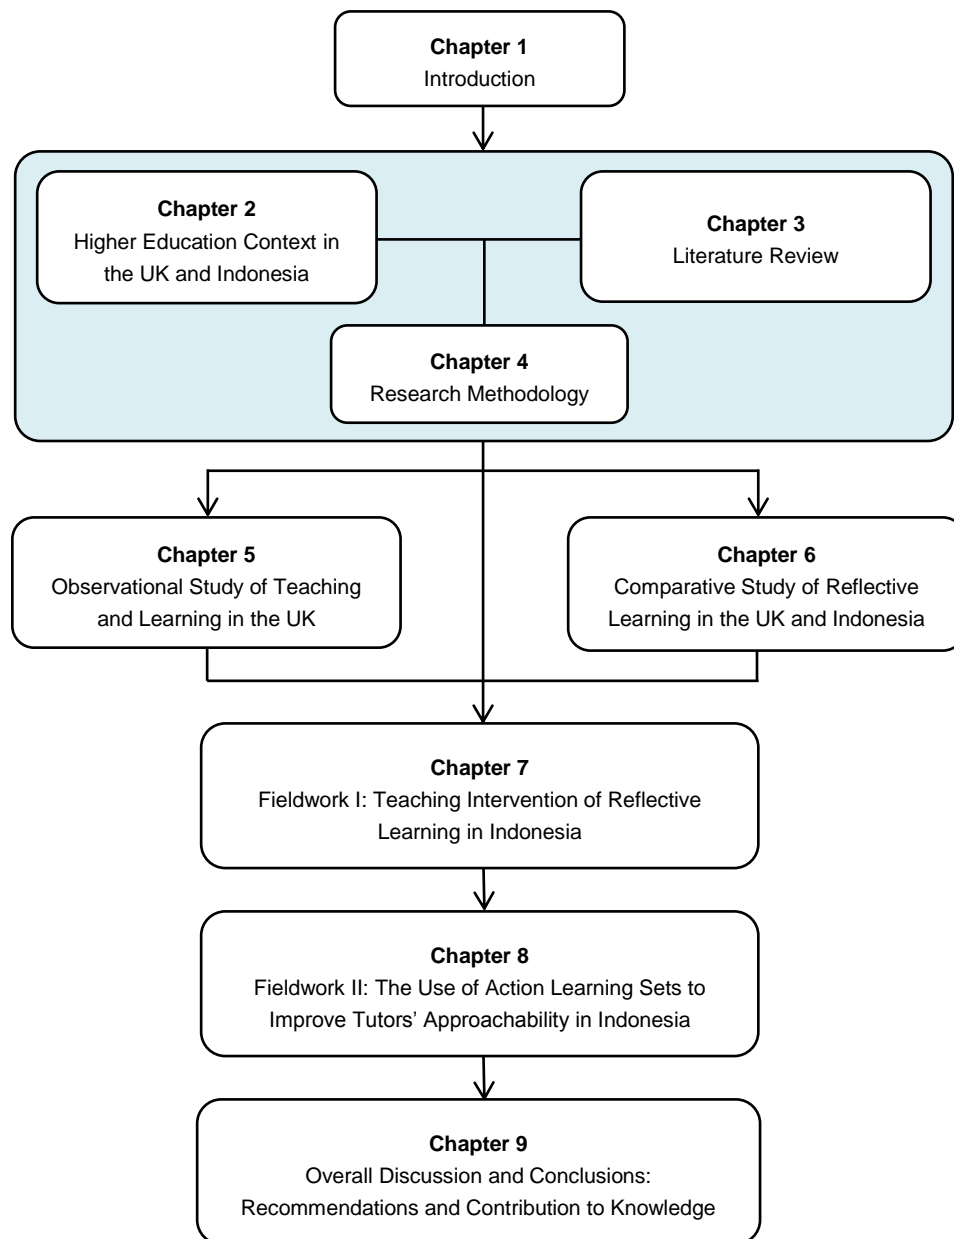 Chapter 1
Introduction
Chapter 2
Higher Education Context in
the UK and Indonesia
Chapter 3
Literature Review
Chapter 4
Research Methodology
Chapter 5
Observational Study of Teaching
and Learning in the UK
Chapter 6
Comparative Study of Reflective
Learning in the UK and Indonesia
Chapter 7
Fieldwork I: Teaching Intervention of Reflective
Learning in Indonesia
Chapter 8
Fieldwork II: The Use of Action Learning Sets to
Improve Tutors’ Approachability in Indonesia
Chapter 9
Overall Discussion and Conclusions:
Recommendations and Contribution to Knowledge